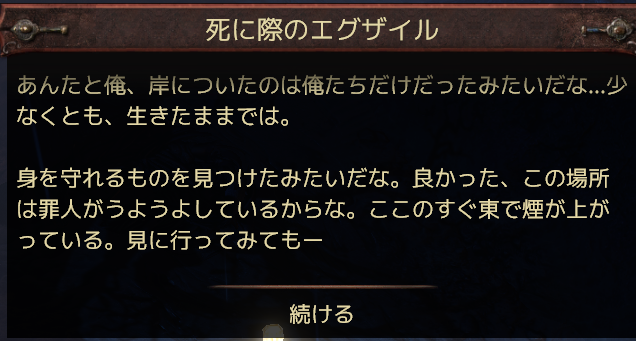 死に際のエグザイル
あんたと俺、岸についたのは俺たちだけだったみたいだな...少
なくとも、生きたままでは。
身を守れるものを見つけたみたいだな。良かった、この場所
は罪人がうようよしているからな。ここのすぐ東で煙が上が
っている。見に行ってみてもー
続ける